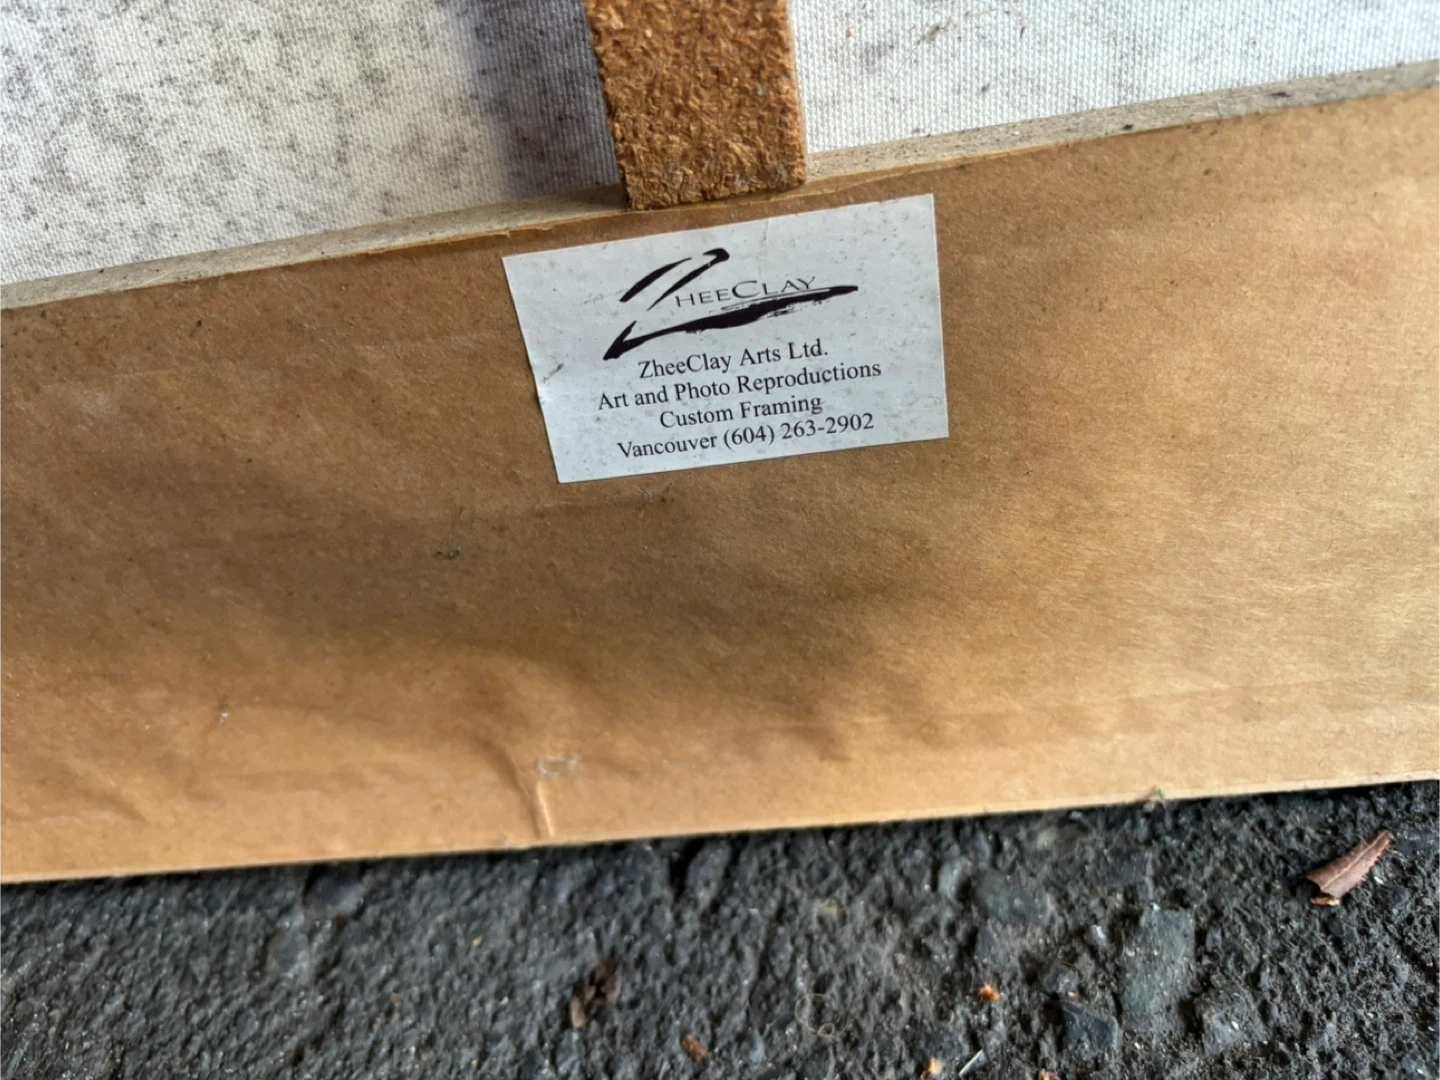 ZHEECLAY
ZheeClay Arts Ltd.
Art and Photo Reproductions
Custom Framing
Vancouver (604) 263-2902